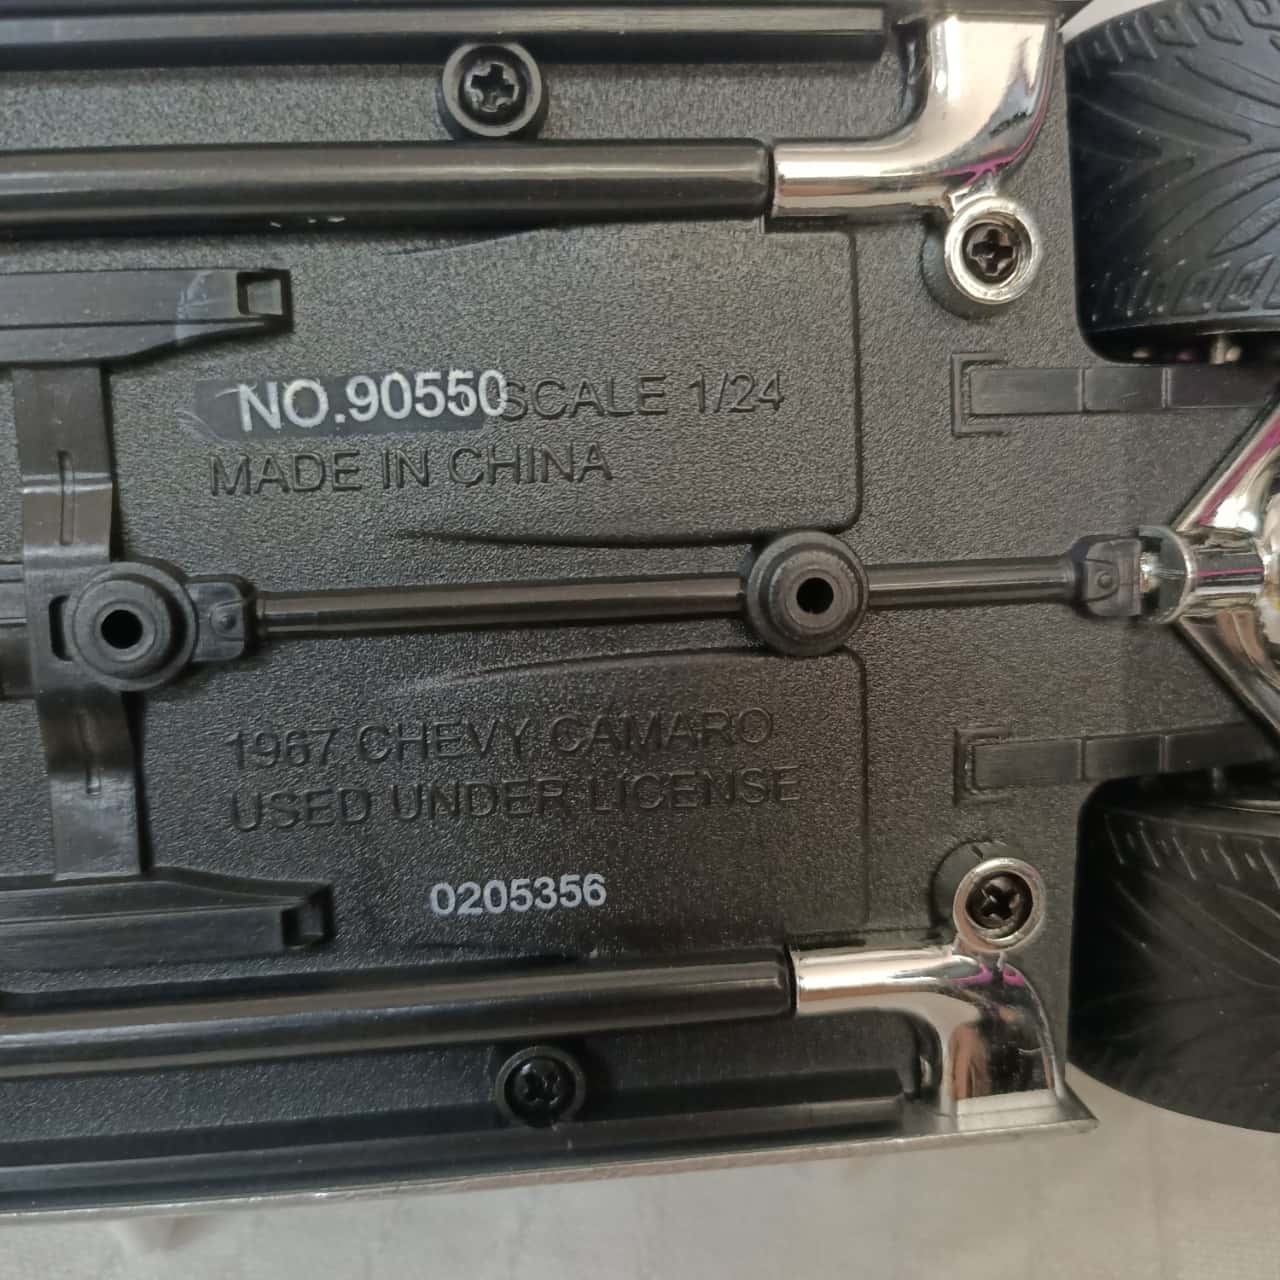 NO.90550 SCALE 1/24
MADE IN CHINA
1967 CHEVY CAMARO
USED UNDER LICENSE
0205356